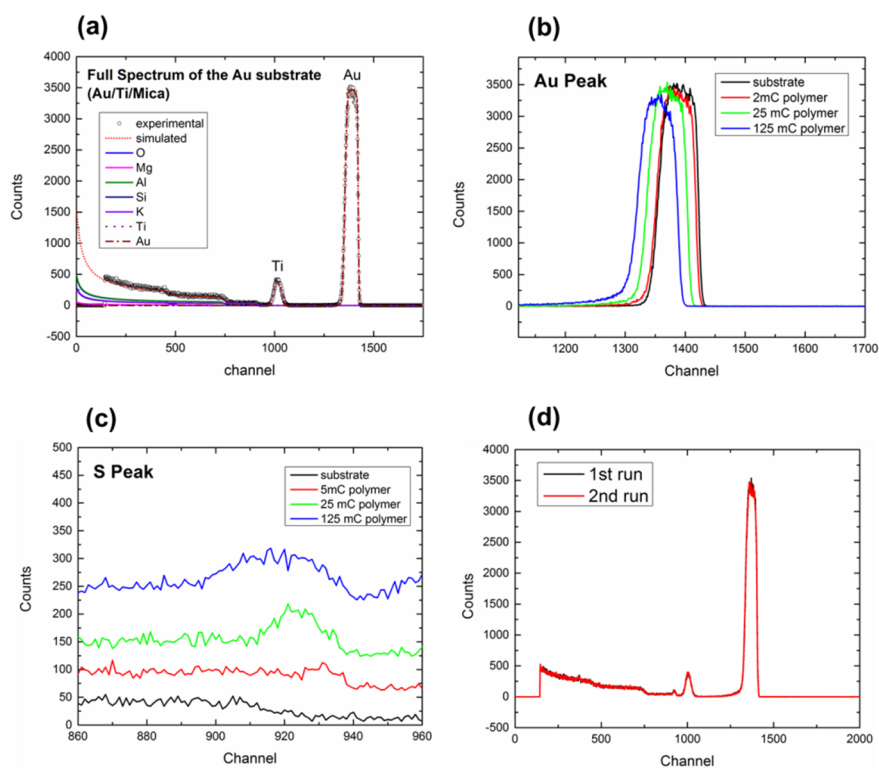 (a)
Full Spectrum of the Au substrate
(Au/Ti/Mica)
experimental
simulated
O
Mg
Al
Si
K
Ti
Au
Ti
Au
4000
3500
3000
2500
2000
1500
1000
500
0
-500
Counts
0
500
1000
1500
channel
(b)
Au Peak
substrate
2mC polymer
25 mC polymer
125 mC polymer
3500
3000
2500
2000
1500
1000
500
0
Counts
1200
1300
1400
1500
1600
1700
Channel
(c)
S Peak
substrate
5mC polymer
25 mC polymer
125 mC polymer
500
450
400
350
300
250
200
150
100
50
0
Counts
860
880
900
920
940
960
Channel
(d)
1st run
2nd run
4000
3500
3000
2500
2000
1500
1000
500
0
-500
Counts
0
500
1000
1500
2000
Channel